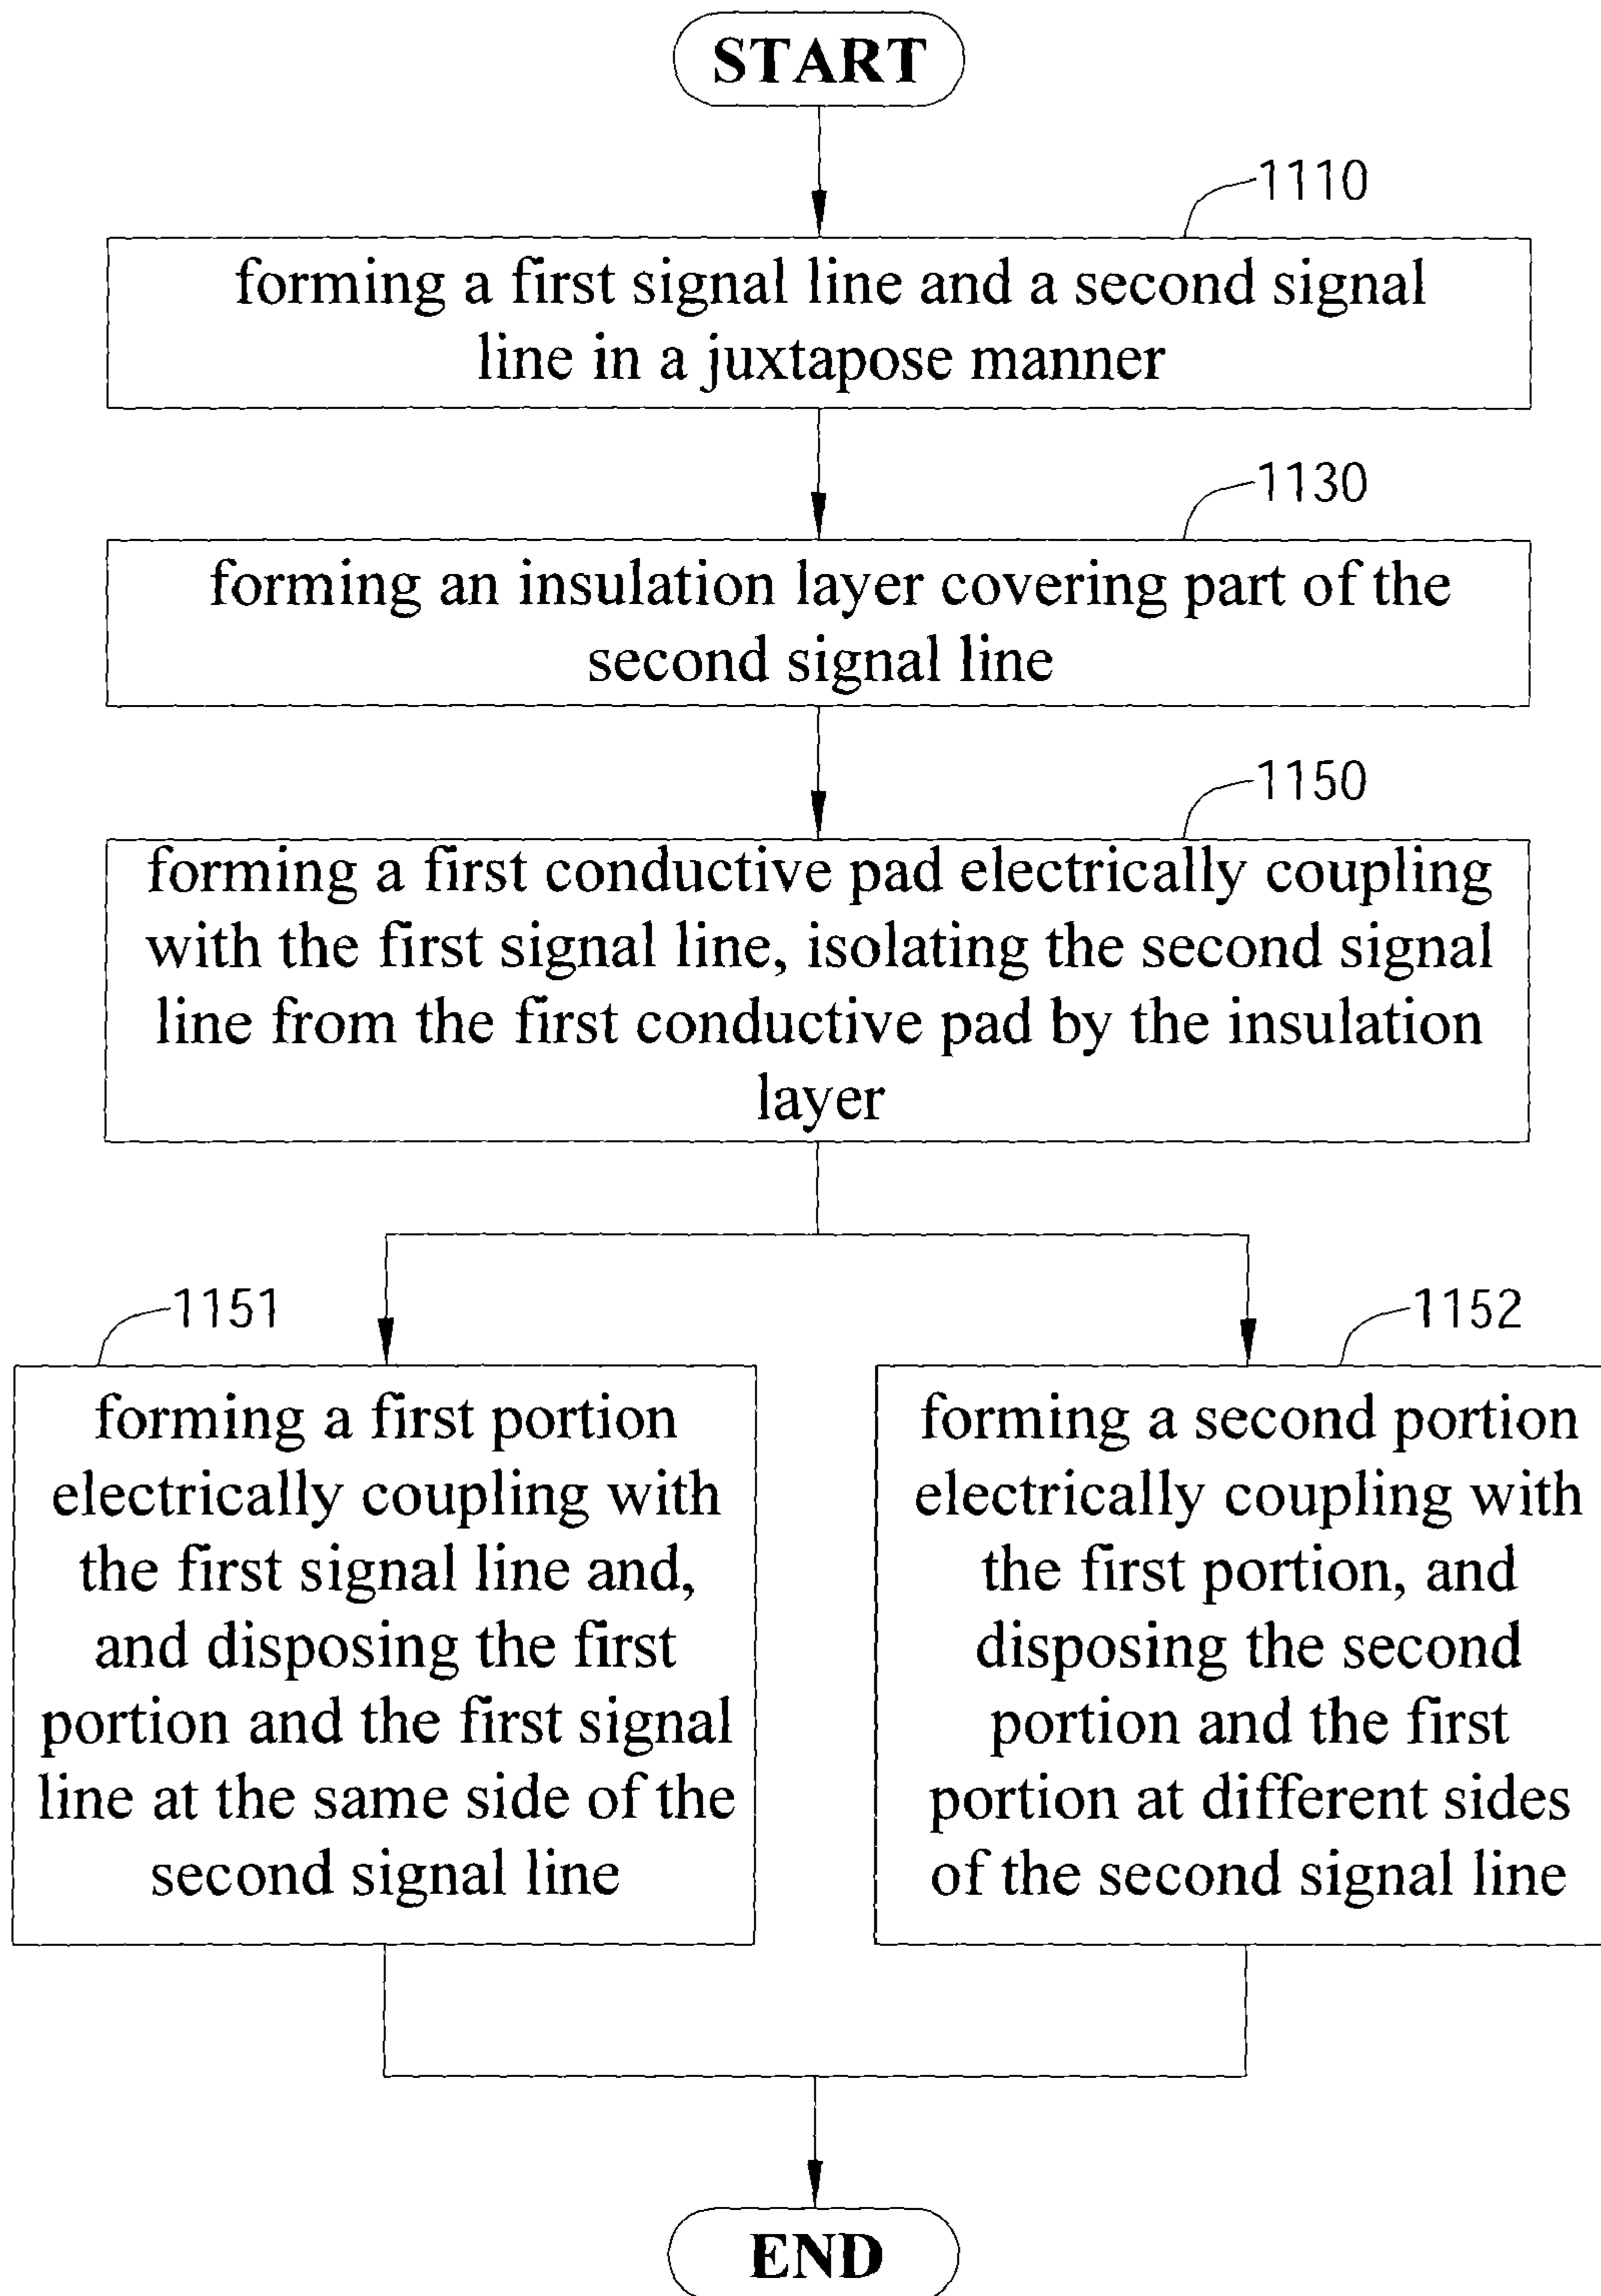 START
1110
forming a first signal line and a second signal
line in a juxtapose manner
1130
forming an insulation layer covering part of the
second signal line
1150
forming a first conductive pad electrically coupling
with the first signal line, isolating the second signal
line from the first conductive pad by the insulation
layer
1151
forming a first portion
electrically coupling with
the first signal line and,
and disposing the first
portion and the first signal
line at the same side of the
second signal line
1152
forming a second portion
electrically coupling with
the first portion, and
disposing the second
portion and the first
portion at different sides
of the second signal line
END